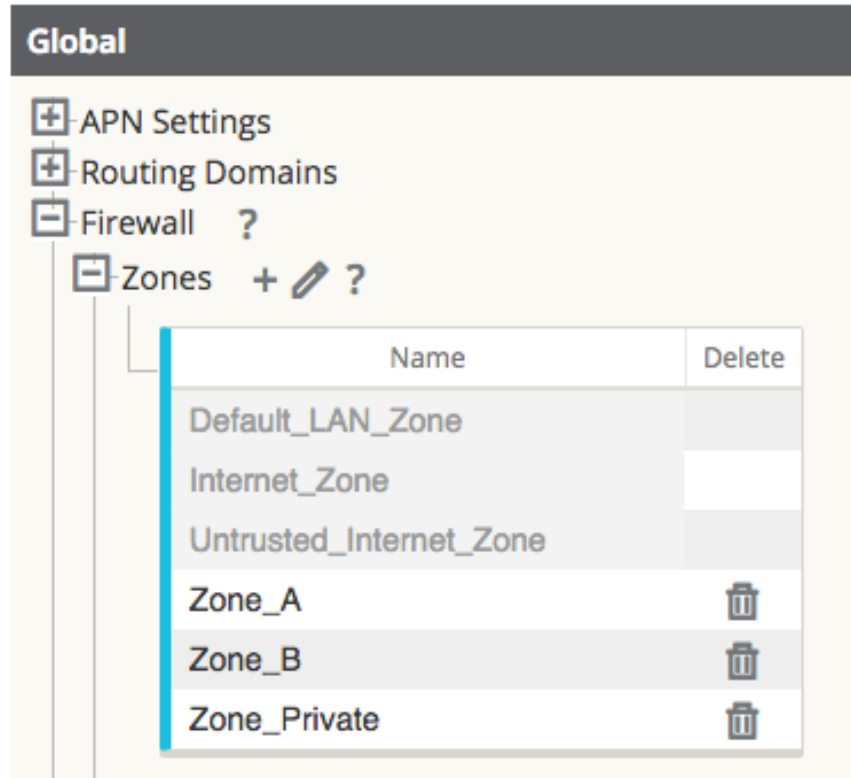 Global
APN Settings
Routing Domains
Firewall ?
Zones + ?
Name Delete
Default_LAN_Zone
Internet_Zone
Untrusted_Internet_Zone
Zone_A
Zone_B
Zone_Private